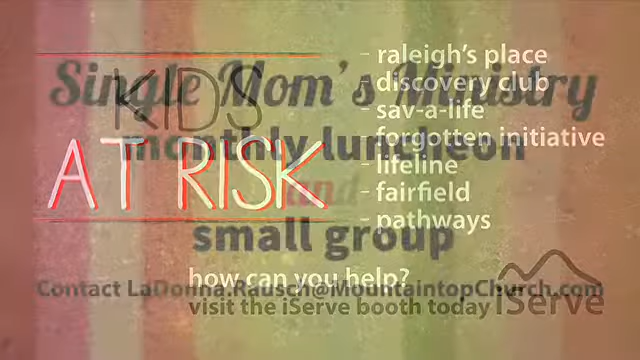 Single Mom's Ministry
monthly luncheon
and
small group
Contact LaDonna.Rausch@MountaintopChurch.com
KIDS
AT RISK
- raleigh's place
- discovery club
- sav-a-life
- forgotten initiative
- lifeline
- fairfield
- pathways
how can you help?
visit the iServe booth today
iServe